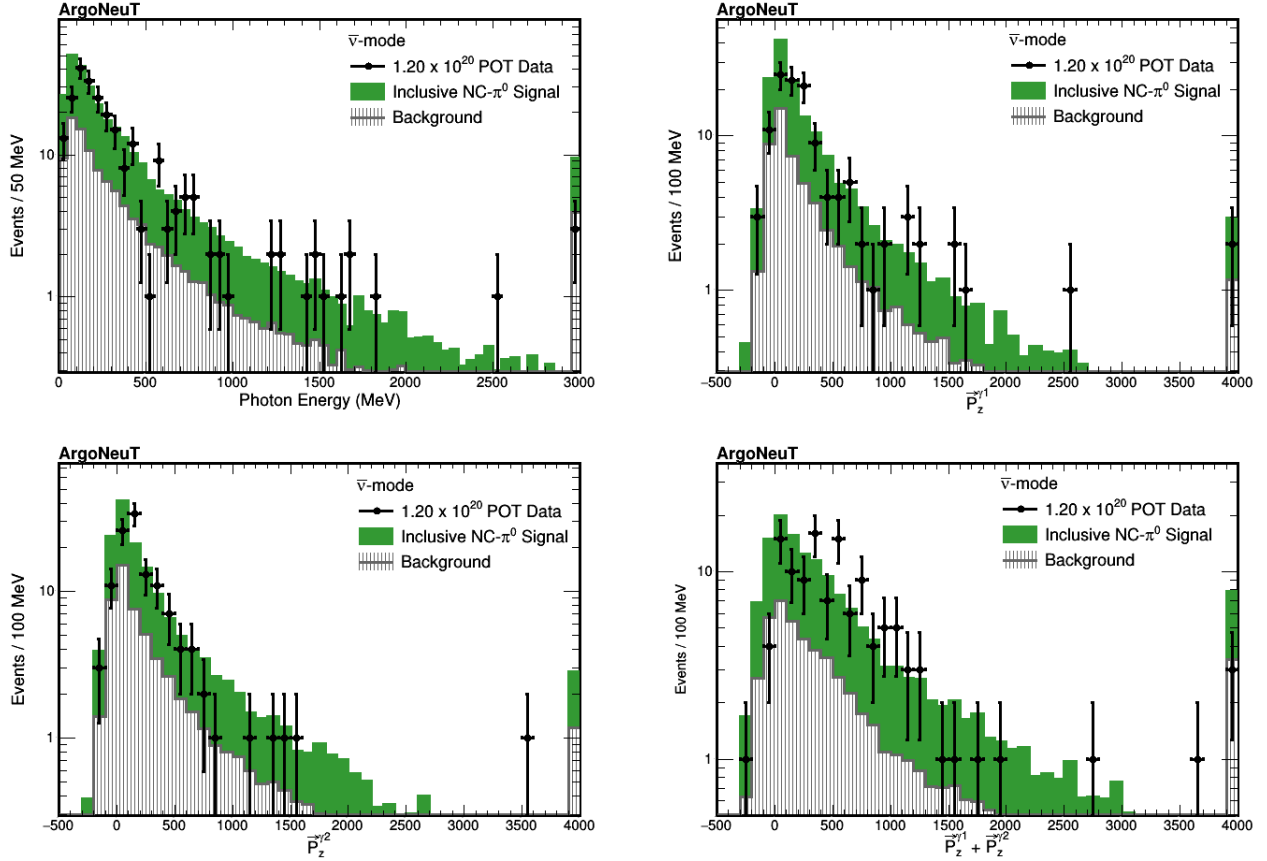 ArgoNeuT
ν̄-mode
1.20 x 10²⁰ POT Data
Inclusive NC-π⁰ Signal
Background
Events / 50 MeV
10
1
0 500 1000 1500 2000 2500 3000
Photon Energy (MeV)
ArgoNeuT
ν̄-mode
1.20 x 10²⁰ POT Data
Inclusive NC-π⁰ Signal
Background
Events / 100 MeV
10
1
−500 0 500 1000 1500 2000 2500 3000 3500 4000
P⃗_z^γ1
ArgoNeuT
ν̄-mode
1.20 x 10²⁰ POT Data
Inclusive NC-π⁰ Signal
Background
Events / 100 MeV
10
1
−500 0 500 1000 1500 2000 2500 3000 3500 4000
P⃗_z^γ2
ArgoNeuT
ν̄-mode
1.20 x 10²⁰ POT Data
Inclusive NC-π⁰ Signal
Background
Events / 100 MeV
10
1
−500 0 500 1000 1500 2000 2500 3000 3500 4000
P⃗_z^γ1 + P⃗_z^γ2